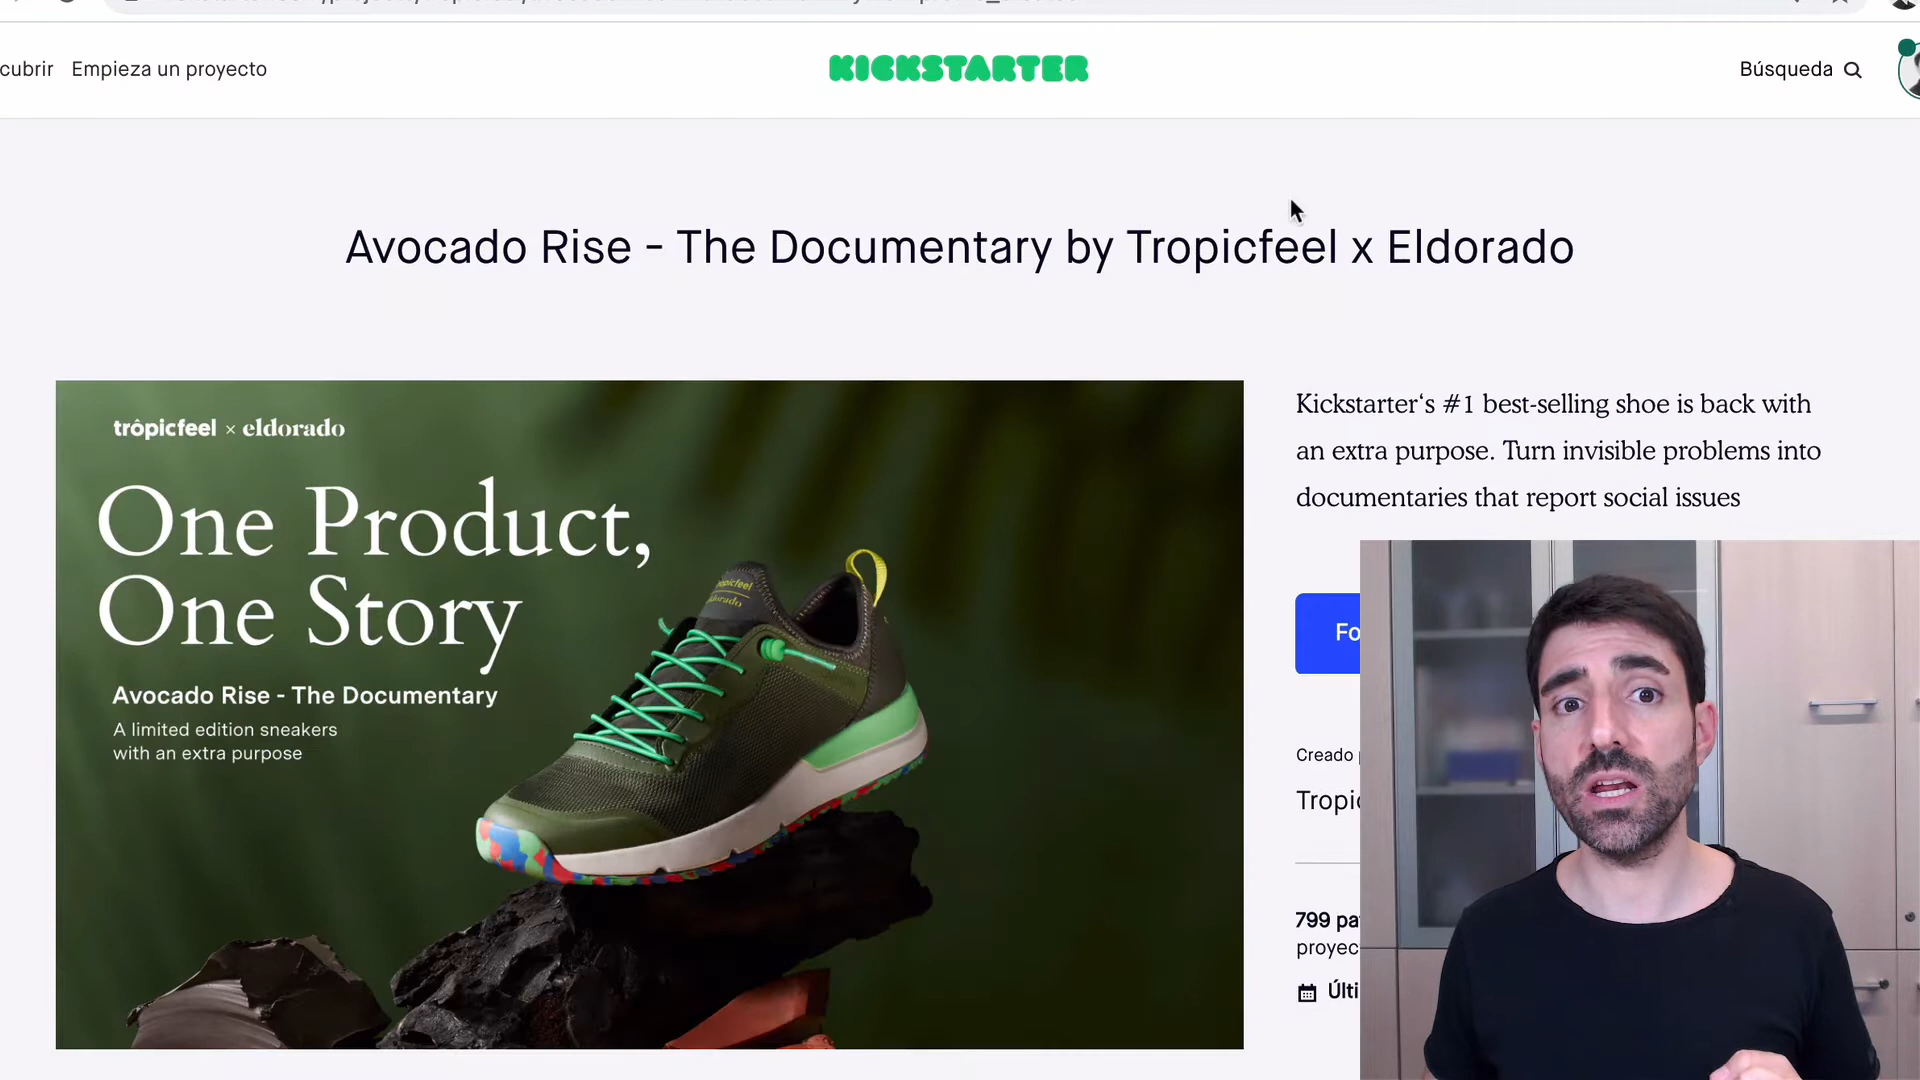 cubrir Empieza un proyecto
KICKSTARTER
Búsqueda
Avocado Rise - The Documentary by Tropicfeel x Eldorado
trôpicfeel × eldorado
One Product,
One Story
Avocado Rise - The Documentary
A limited edition sneakers
with an extra purpose
Kickstarter‘s #1 best-selling shoe is back with
an extra purpose. Turn invisible problems into
documentaries that report social issues
Fo
Creado
Tropic
799 pa
proyec
Últi